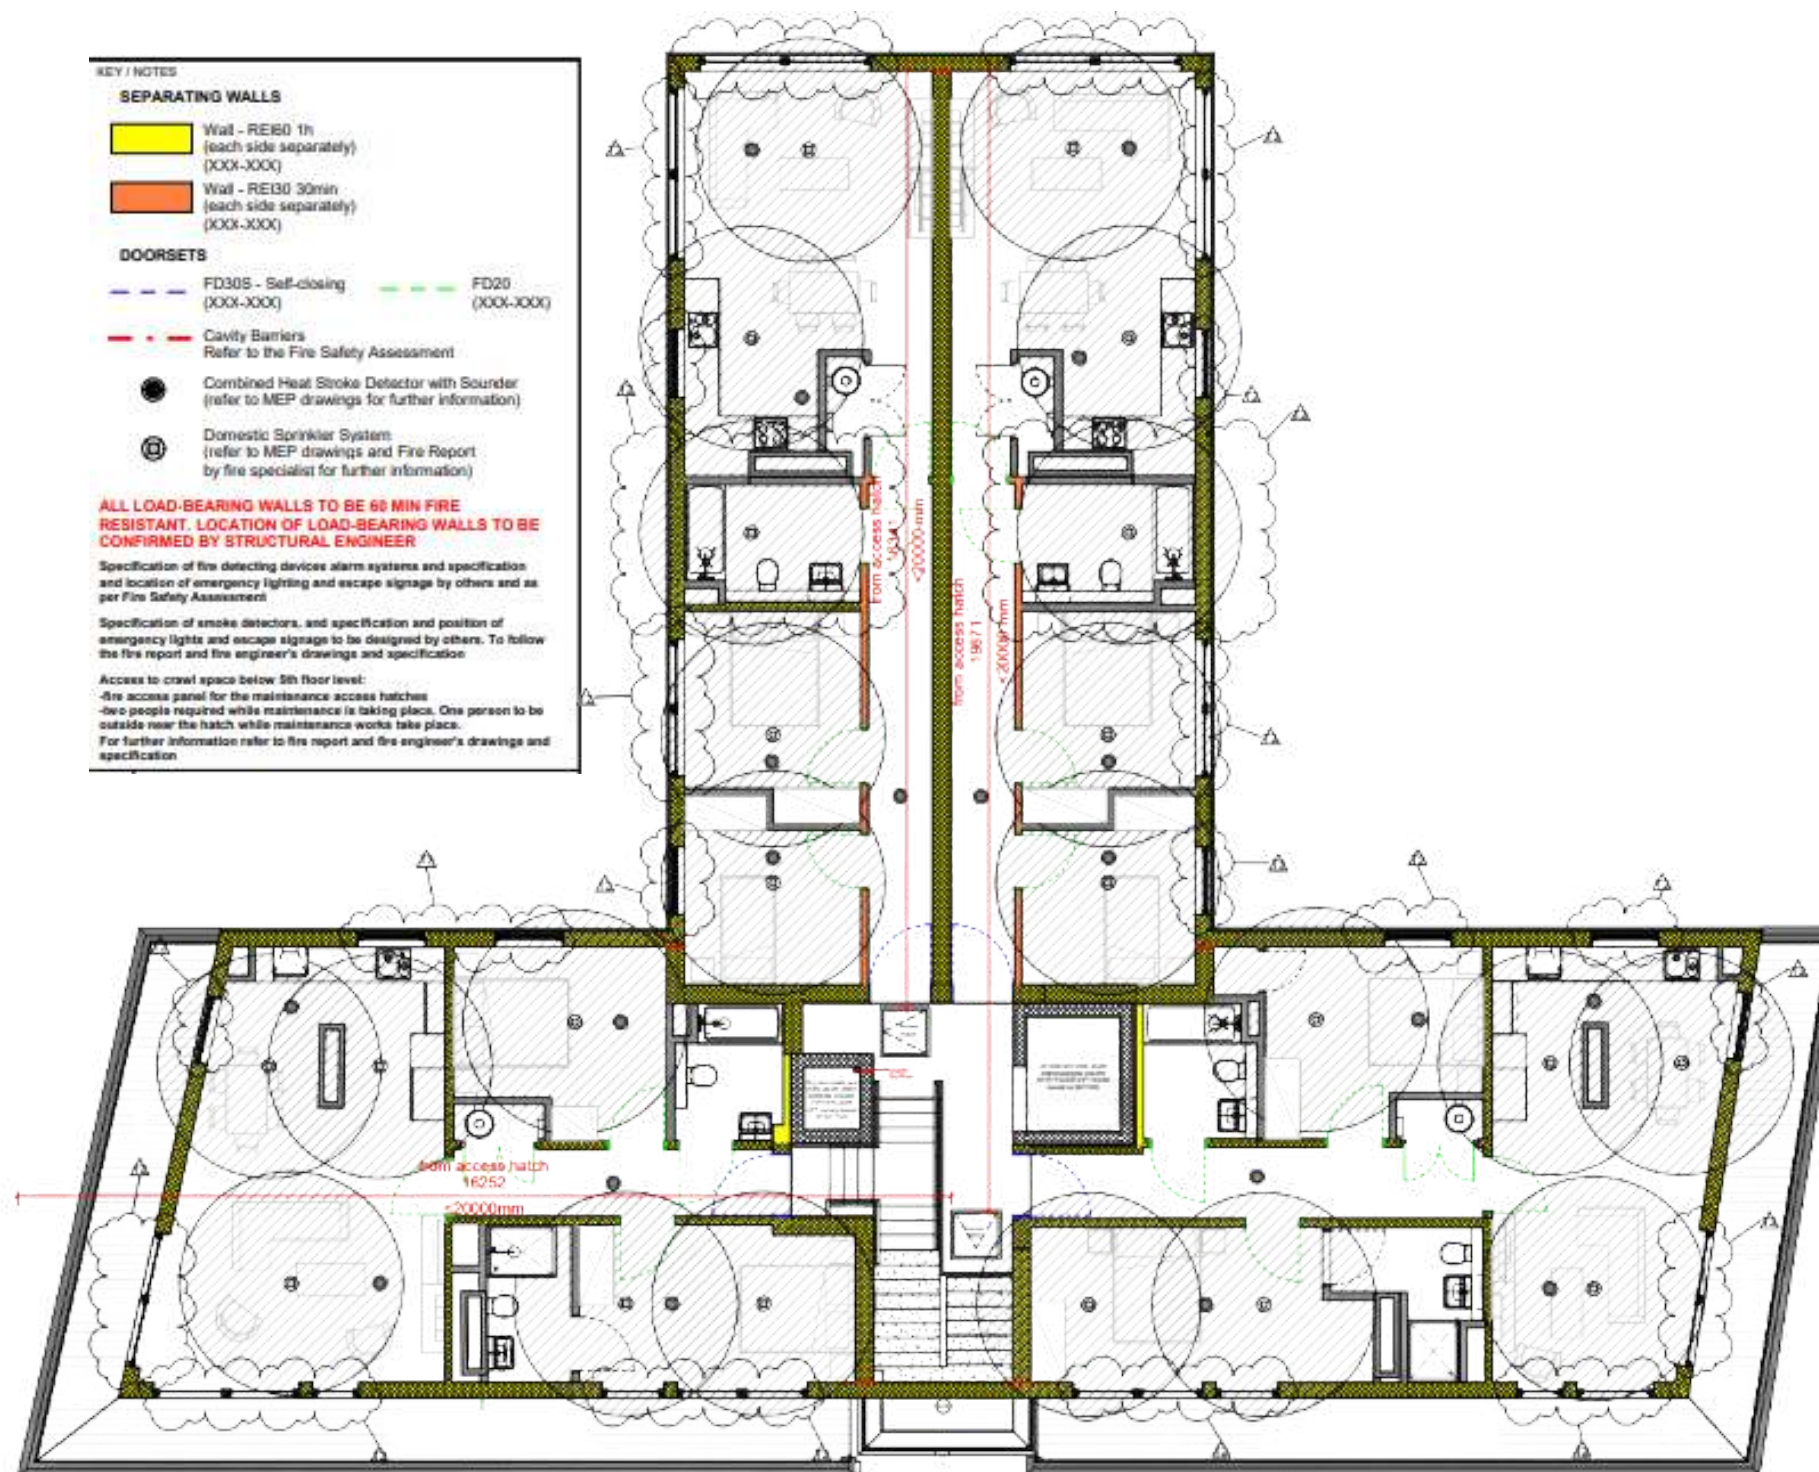 KEY / NOTES
SEPARATING WALLS
Wall - REI60 1h
(each side separately)
(XXX-XXX)
Wall - REI30 30min
(each side separately)
(XXX-XXX)
DOORSETS
FD30S - Self-closing
(XXX-XXX)
FD20
(XXX-XXX)
Cavity Barriers
Refer to the Fire Safety Assessment
Combined Heat Stroke Detector with Sounder
(refer to MEP drawings for further information)
Domestic Sprinkler System
(refer to MEP drawings and Fire Report
by fire specialist for further information)
ALL LOAD-BEARING WALLS TO BE 60 MIN FIRE
RESISTANT. LOCATION OF LOAD-BEARING WALLS TO BE
CONFIRMED BY STRUCTURAL ENGINEER
Specification of fire detecting devices alarm systems and specification
and location of emergency lighting and escape signage by others and as
per Fire Safety Assessment
Specification of smoke detectors, and specification and position of
emergency lights and escape signage to be designed by others. To follow
the fire report and fire engineer's drawings and specification
Access to crawl space below 5th floor level:
-fire access panel for the maintenance access hatches
-two people required while maintenance is taking place. One person to be
outside near the hatch while maintenance works take place.
For further information refer to fire report and fire engineer's drawings and
specification
from access hatch
<20000mm
from access hatch
19871
<20000mm
from access hatch
16252
<20000mm